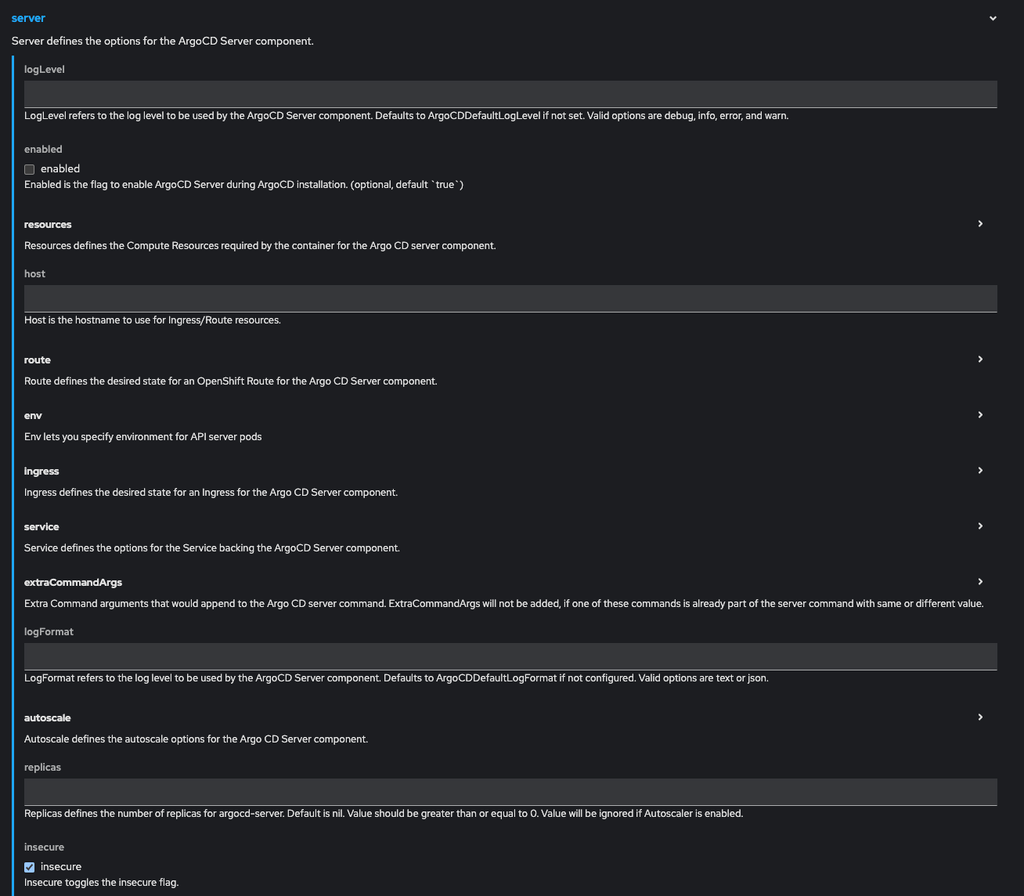 server
Server defines the options for the ArgoCD Server component.
logLevel
LogLevel refers to the log level to be used by the ArgoCD Server component. Defaults to ArgoCDDefaultLogLevel if not set. Valid options are debug, info, error, and warn.
enabled
enabled
Enabled is the flag to enable ArgoCD Server during ArgoCD installation. (optional, default `true`)
resources
Resources defines the Compute Resources required by the container for the Argo CD server component.
host
Host is the hostname to use for Ingress/Route resources.
route
Route defines the desired state for an OpenShift Route for the Argo CD Server component.
env
Env lets you specify environment for API server pods
ingress
Ingress defines the desired state for an Ingress for the Argo CD Server component.
service
Service defines the options for the Service backing the ArgoCD Server component.
extraCommandArgs
Extra Command arguments that would append to the Argo CD server command. ExtraCommandArgs will not be added, if one of these commands is already part of the server command with same or different value.
logFormat
LogFormat refers to the log level to be used by the ArgoCD Server component. Defaults to ArgoCDDefaultLogFormat if not configured. Valid options are text or json.
autoscale
Autoscale defines the autoscale options for the Argo CD Server component.
replicas
Replicas defines the number of replicas for argocd-server. Default is nil. Value should be greater than or equal to 0. Value will be ignored if Autoscaler is enabled.
insecure
insecure
Insecure toggles the insecure flag.